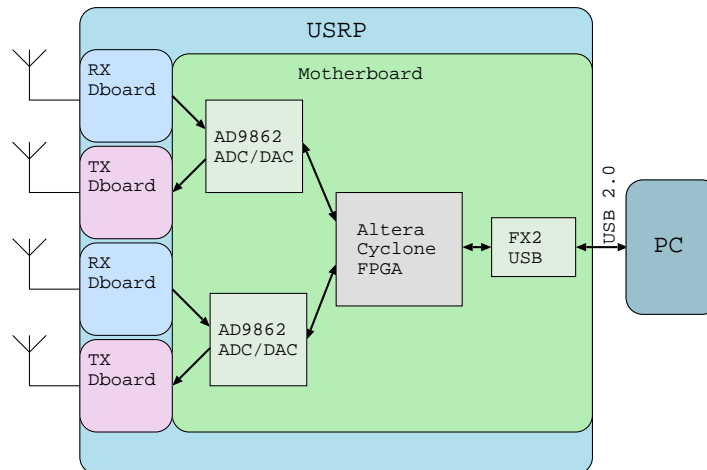 USRP
Motherboard
RX
Dboard
AD9862
ADC/DAC
TX
Dboard
Altera
Cyclone
FPGA
FX2
USB
USB 2.0
PC
RX
Dboard
AD9862
ADC/DAC
TX
Dboard